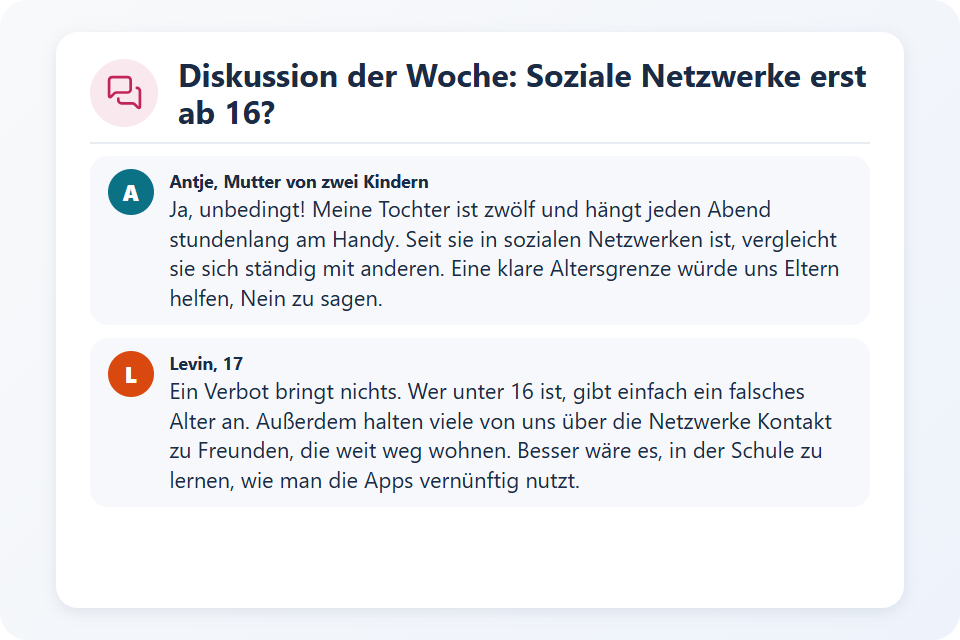 Diskussion der Woche: Soziale Netzwerke erst
ab 16?
A
Antje, Mutter von zwei Kindern
Ja, unbedingt! Meine Tochter ist zwölf und hängt jeden Abend
stundenlang am Handy. Seit sie in sozialen Netzwerken ist, vergleicht
sie sich ständig mit anderen. Eine klare Altersgrenze würde uns Eltern
helfen, Nein zu sagen.
L
Levin, 17
Ein Verbot bringt nichts. Wer unter 16 ist, gibt einfach ein falsches
Alter an. Außerdem halten viele von uns über die Netzwerke Kontakt
zu Freunden, die weit weg wohnen. Besser wäre es, in der Schule zu
lernen, wie man die Apps vernünftig nutzt.